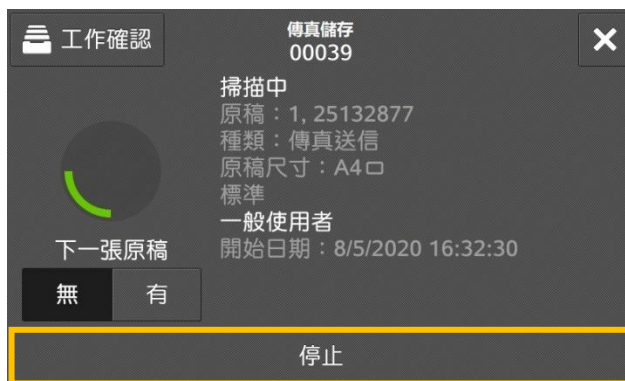 工作確認
傳真儲存
00039
掃描中
原稿：1, 25132877
種類：傳真送信
原稿尺寸：A4
標準
一般使用者
開始日期：8/5/2020 16:32:30
下一張原稿
無 有
停止